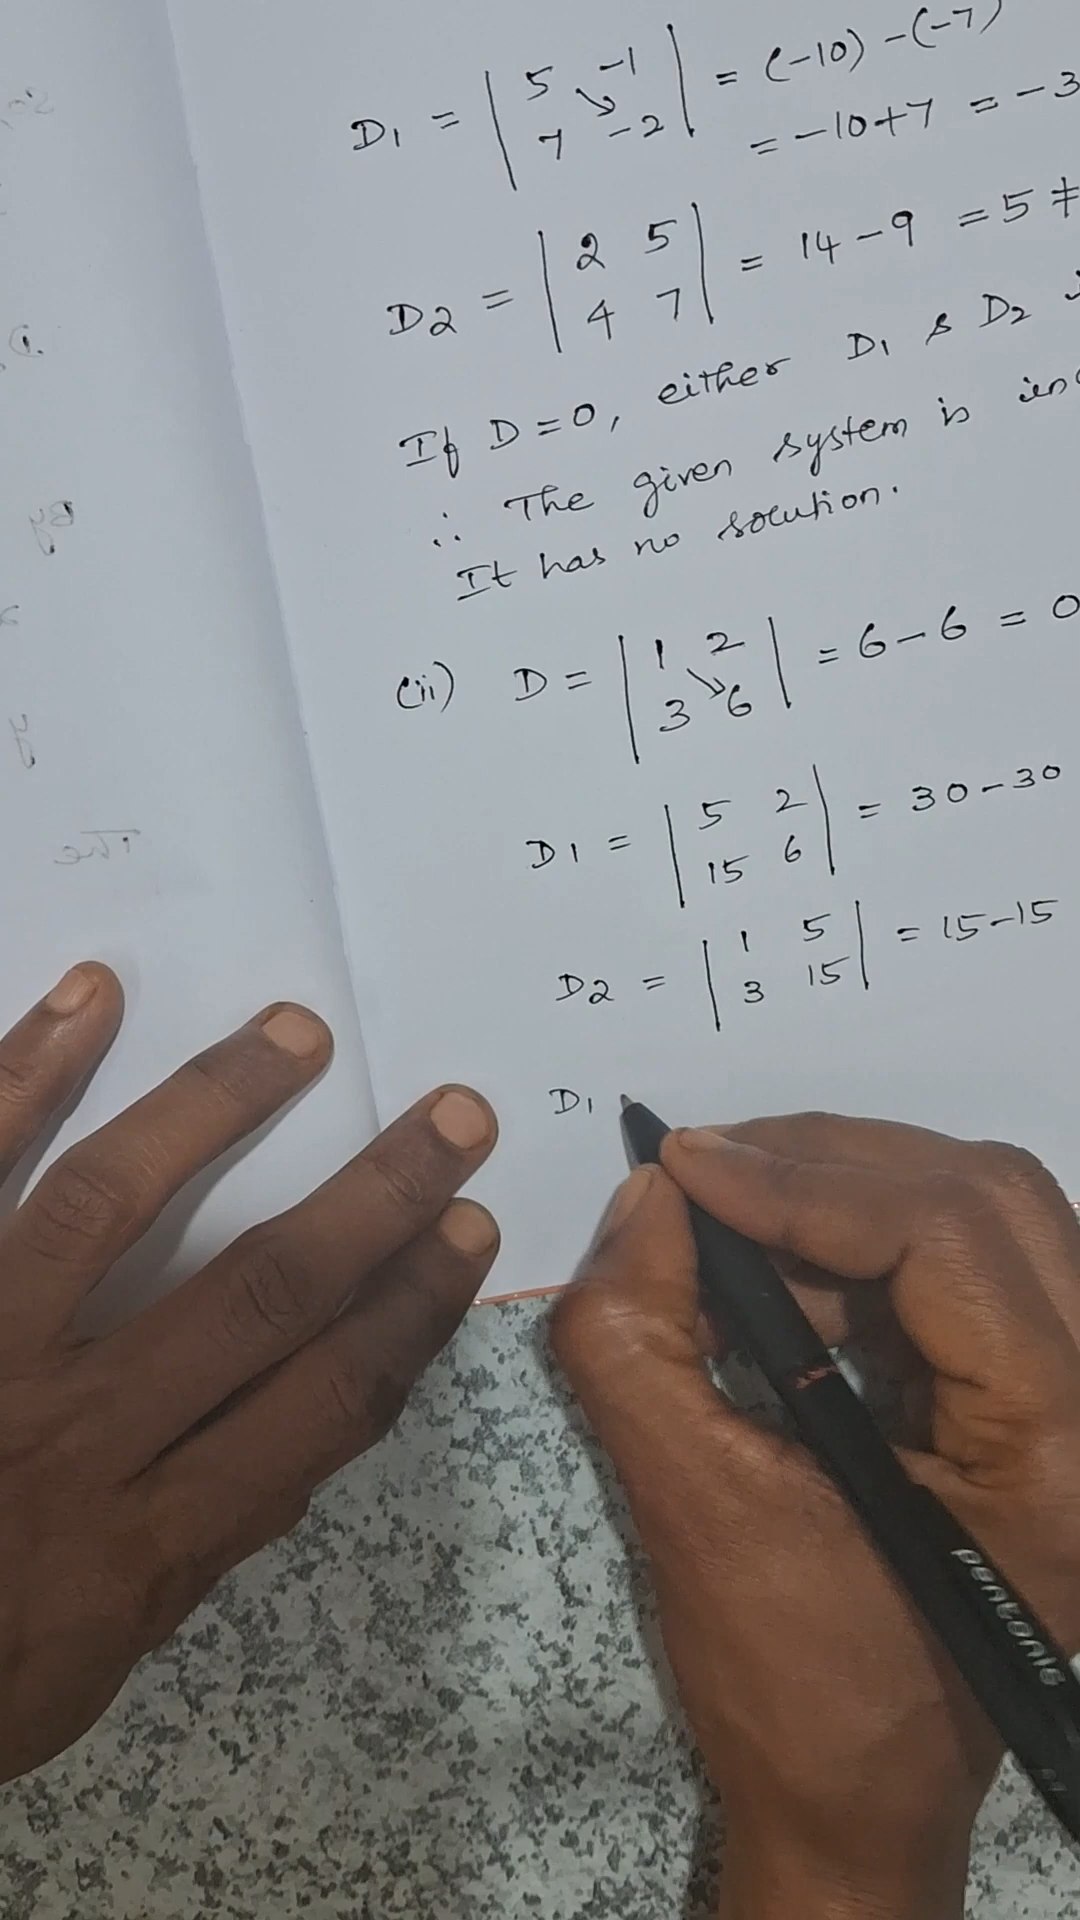 D1 = | 5 -1 | = (-10) - (-7)
| 7 -2 | = -10+7 = -3
D2 = | 2 5 | = 14 - 9 = 5 ≠
| 4 7 |
If D = 0, either D1 & D2
∴ The given system is
It has no solution.
(ii) D = | 1 2 | = 6 - 6 = 0
| 3 6 |
D1 = | 5 2 | = 30 - 30
| 15 6 |
D2 = | 1 5 | = 15 - 15
| 3 15 |
D1
pentonic